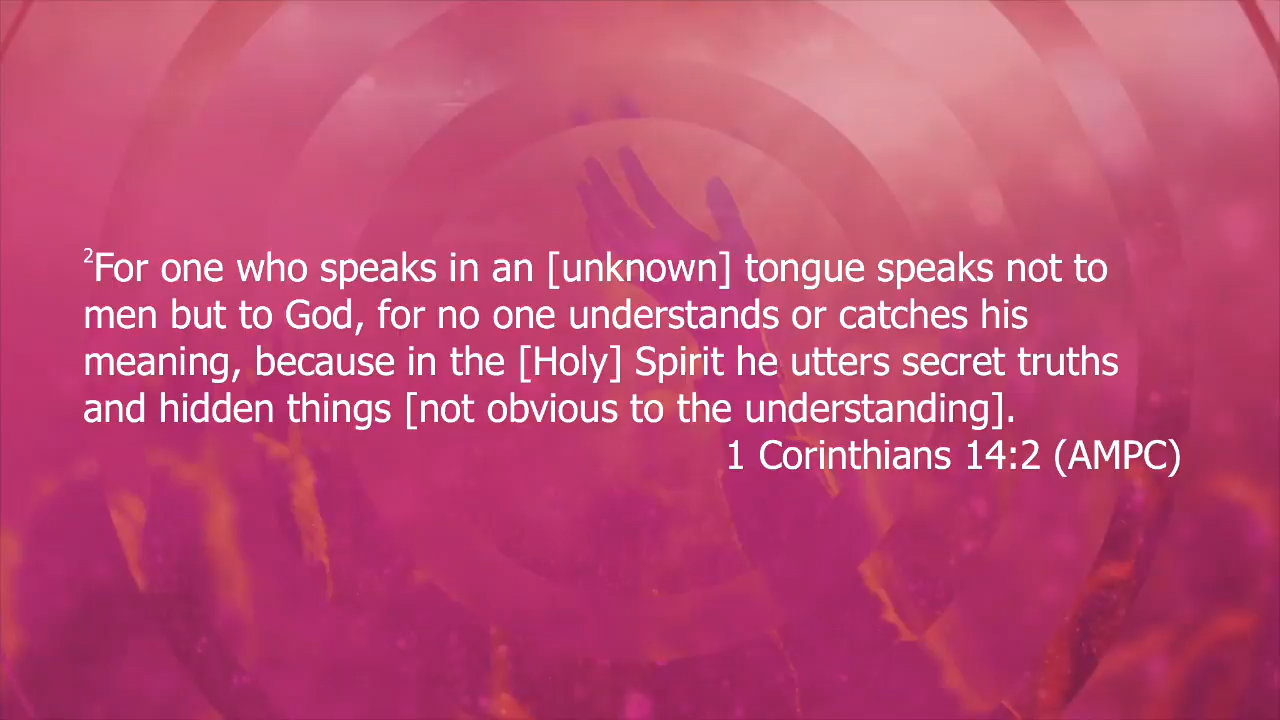 ²For one who speaks in an [unknown] tongue speaks not to
men but to God, for no one understands or catches his
meaning, because in the [Holy] Spirit he utters secret truths
and hidden things [not obvious to the understanding].
1 Corinthians 14:2 (AMPC)